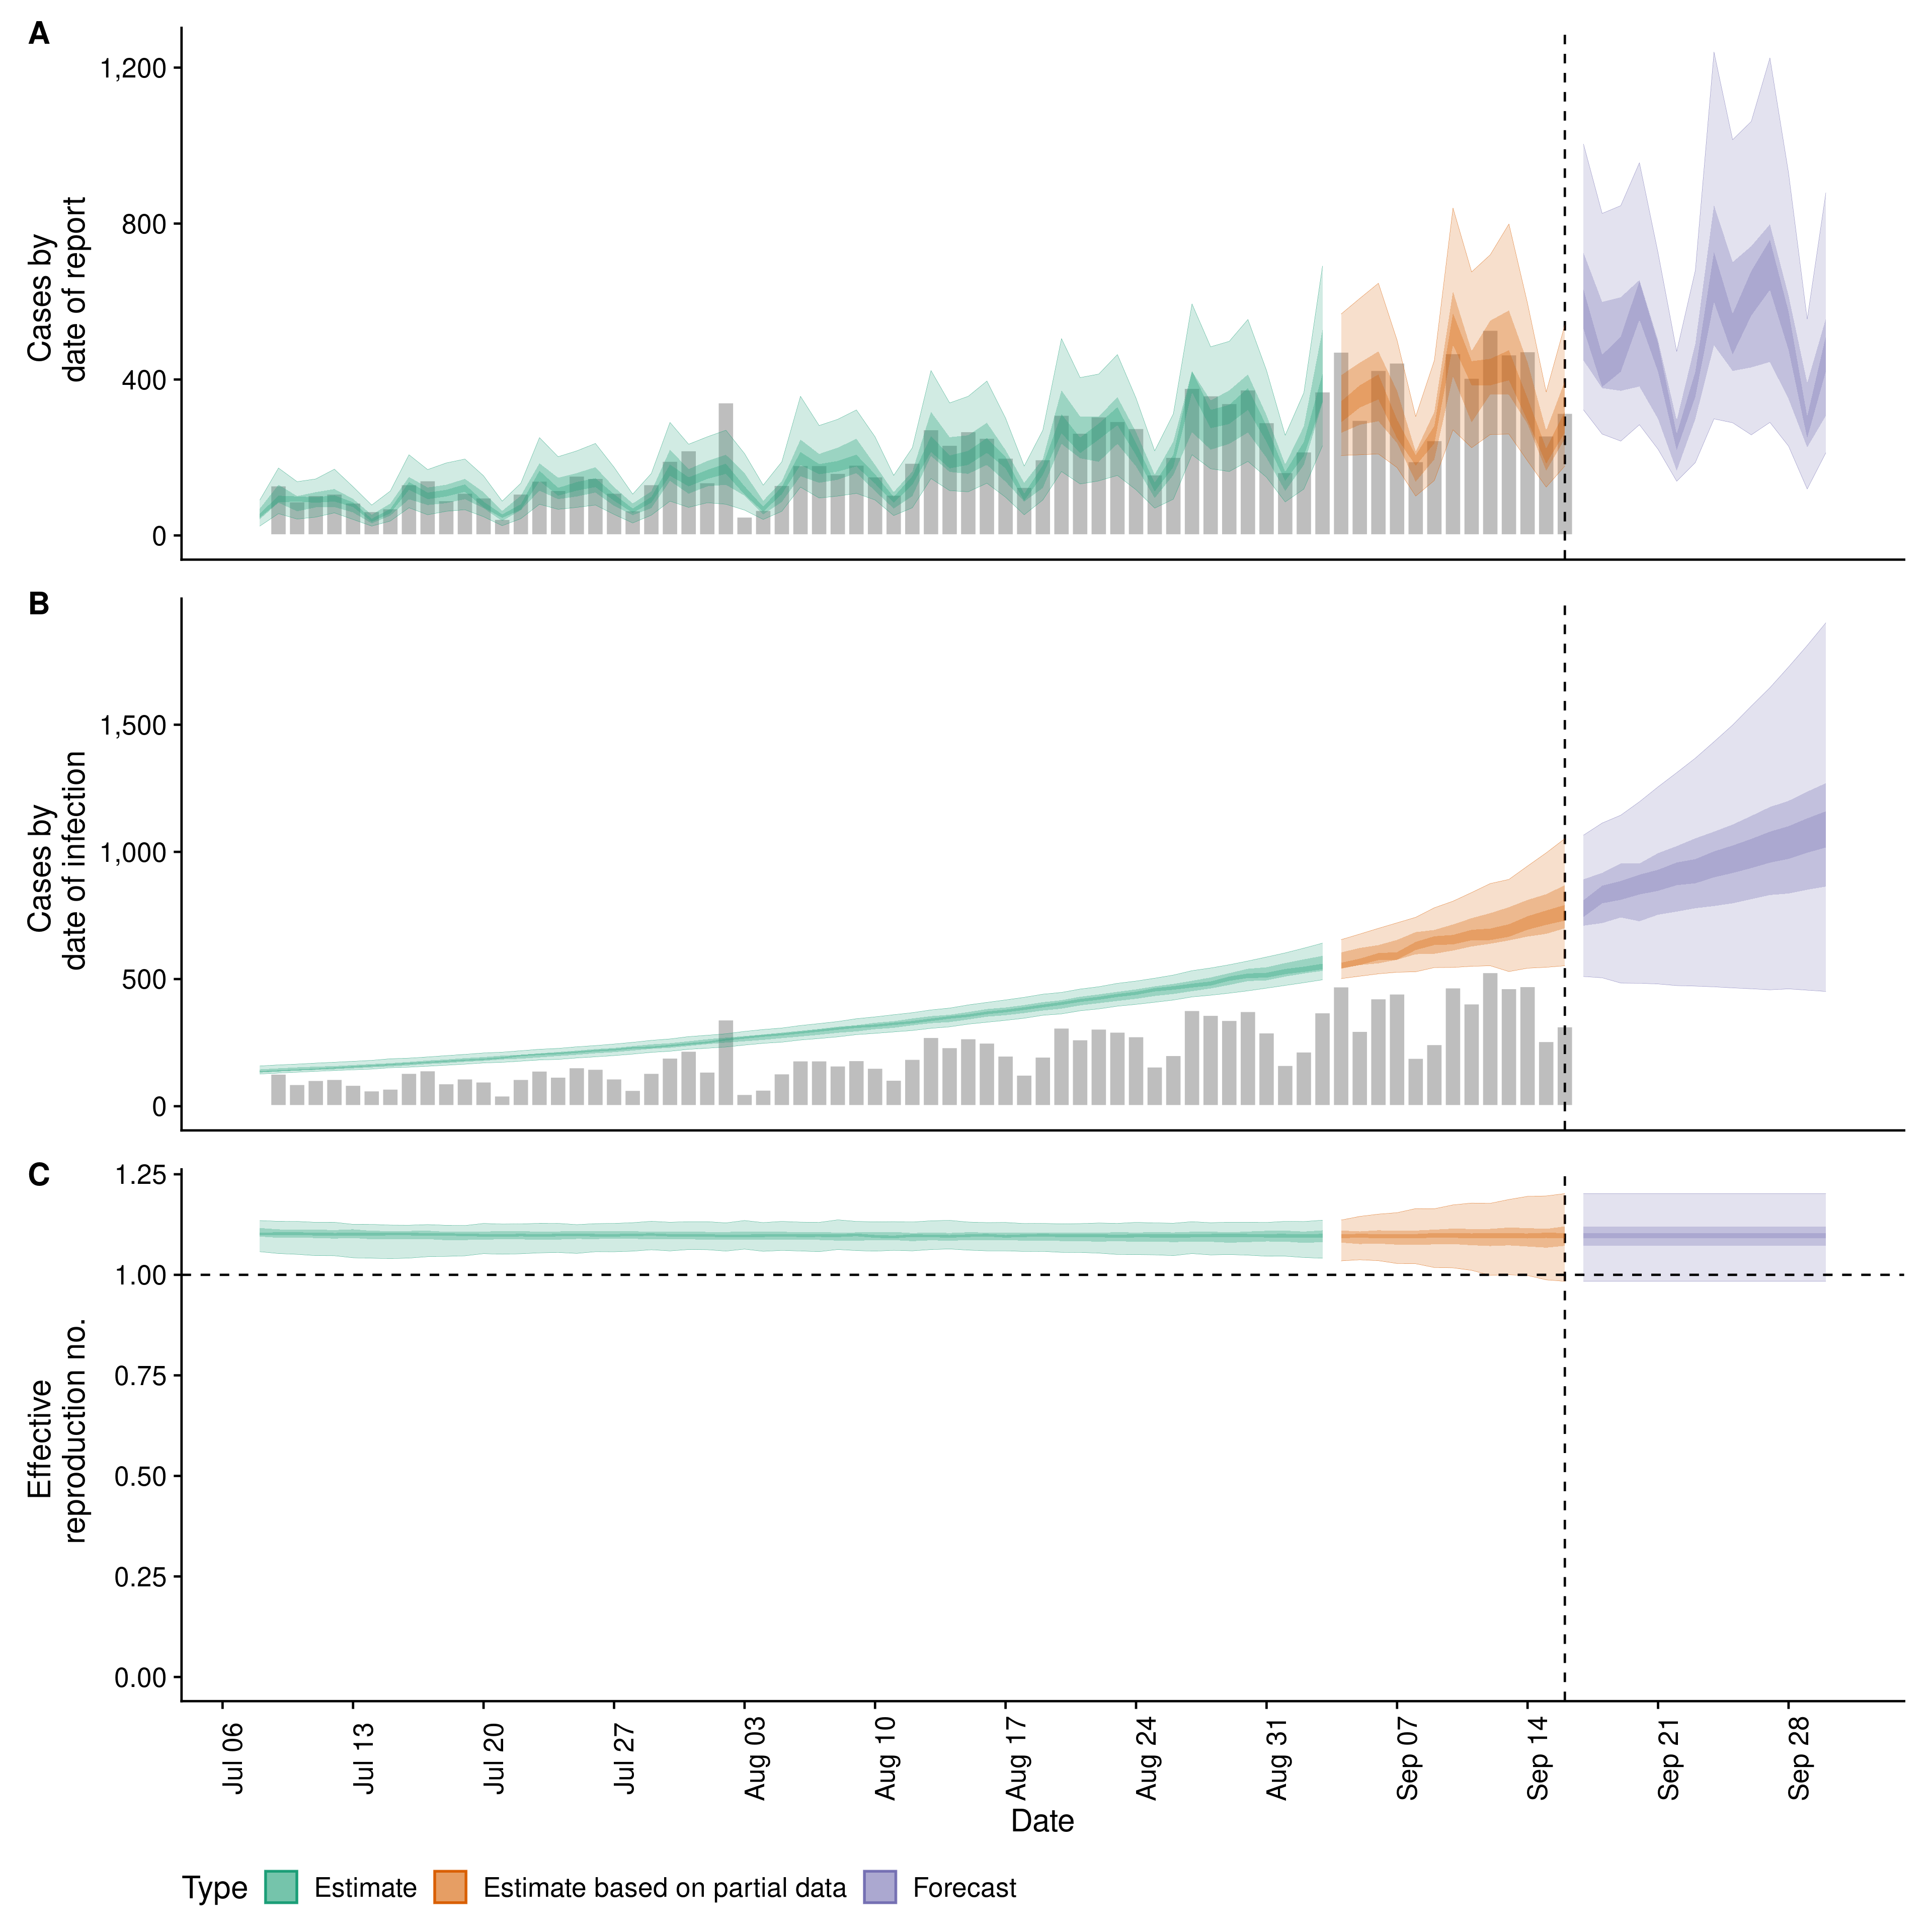 A
Cases by
date of report
1,200
800
400
0
B
Cases by
date of infection
1,500
1,000
500
0
C
Effective
reproduction no.
1.25
1.00
0.75
0.50
0.25
0.00
Jul 06
Jul 13
Jul 20
Jul 27
Aug 03
Aug 10
Aug 17
Aug 24
Aug 31
Sep 07
Sep 14
Sep 21
Sep 28
Date
Type Estimate Estimate based on partial data Forecast